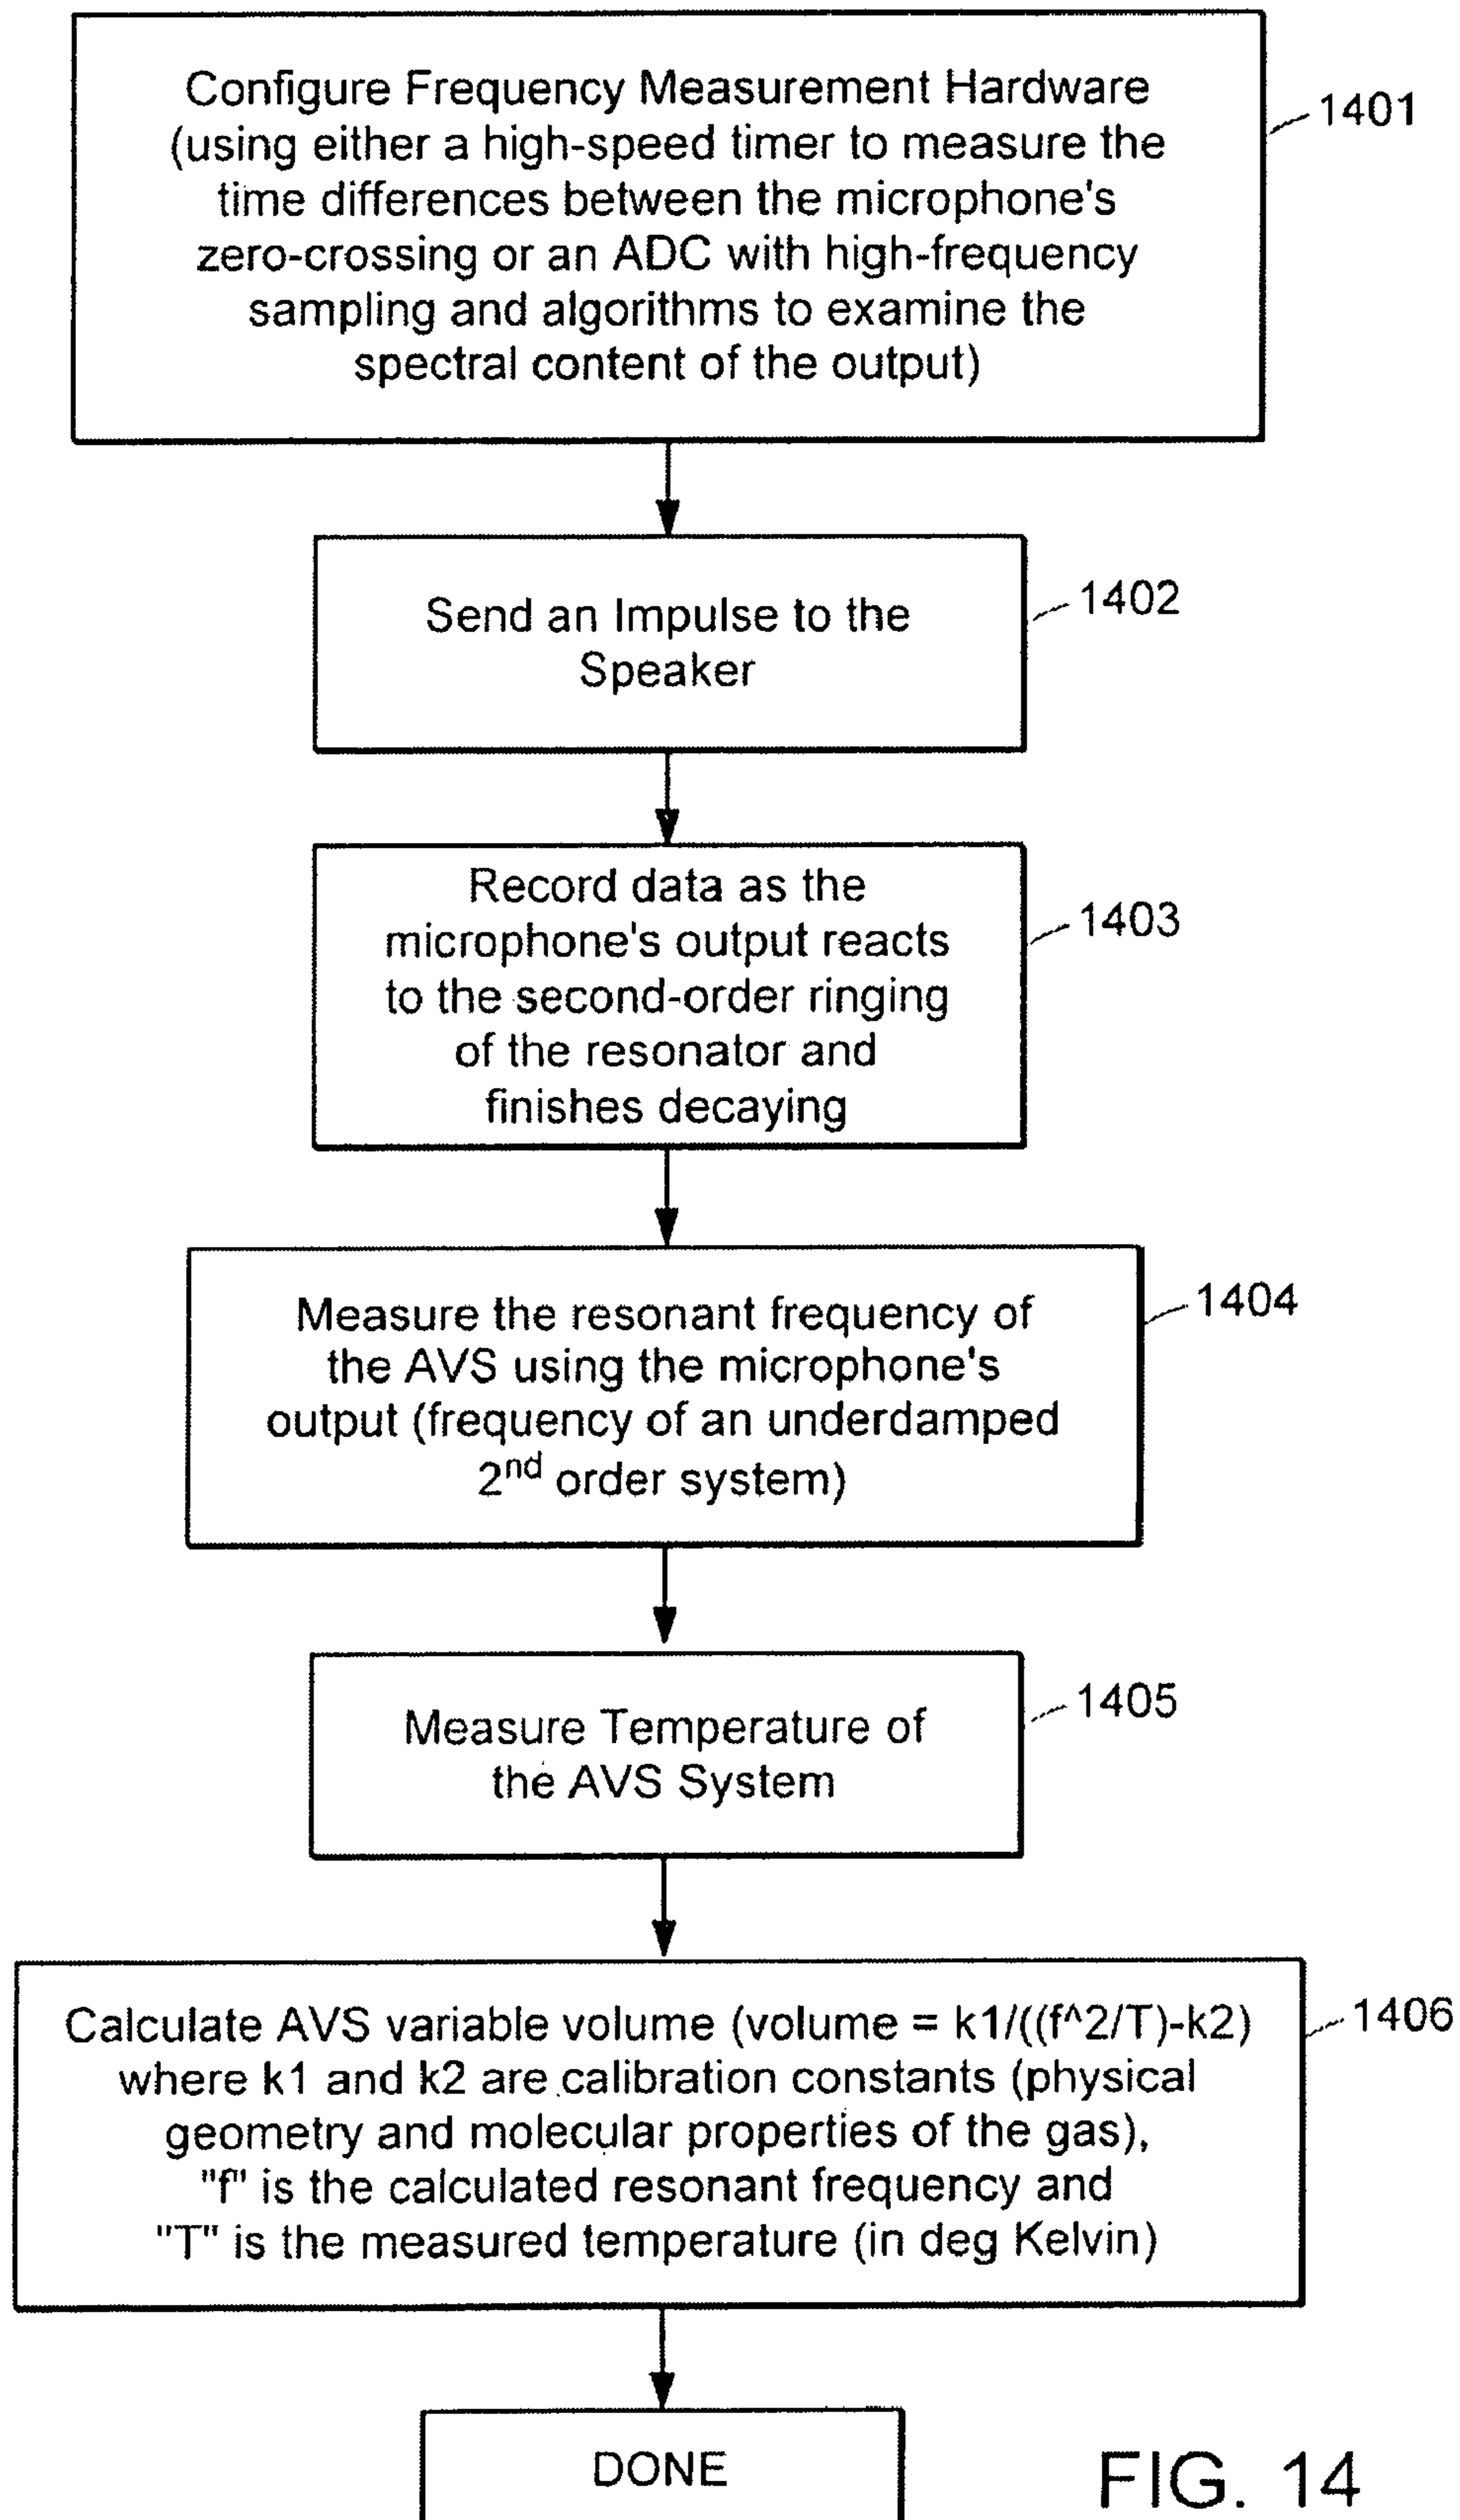 Configure Frequency Measurement Hardware
(using either a high-speed timer to measure the
time differences between the microphone's
zero-crossing or an ADC with high-frequency
sampling and algorithms to examine the
spectral content of the output)
1401
Send an Impulse to the
Speaker
1402
Record data as the
microphone's output reacts
to the second-order ringing
of the resonator and
finishes decaying
1403
Measure the resonant frequency of
the AVS using the microphone's
output (frequency of an underdamped
2nd order system)
1404
Measure Temperature of
the AVS System
1405
Calculate AVS variable volume (volume = k1/((f^2/T)-k2)
where k1 and k2 are calibration constants (physical
geometry and molecular properties of the gas),
"f" is the calculated resonant frequency and
"T" is the measured temperature (in deg Kelvin)
1406
DONE
FIG. 14